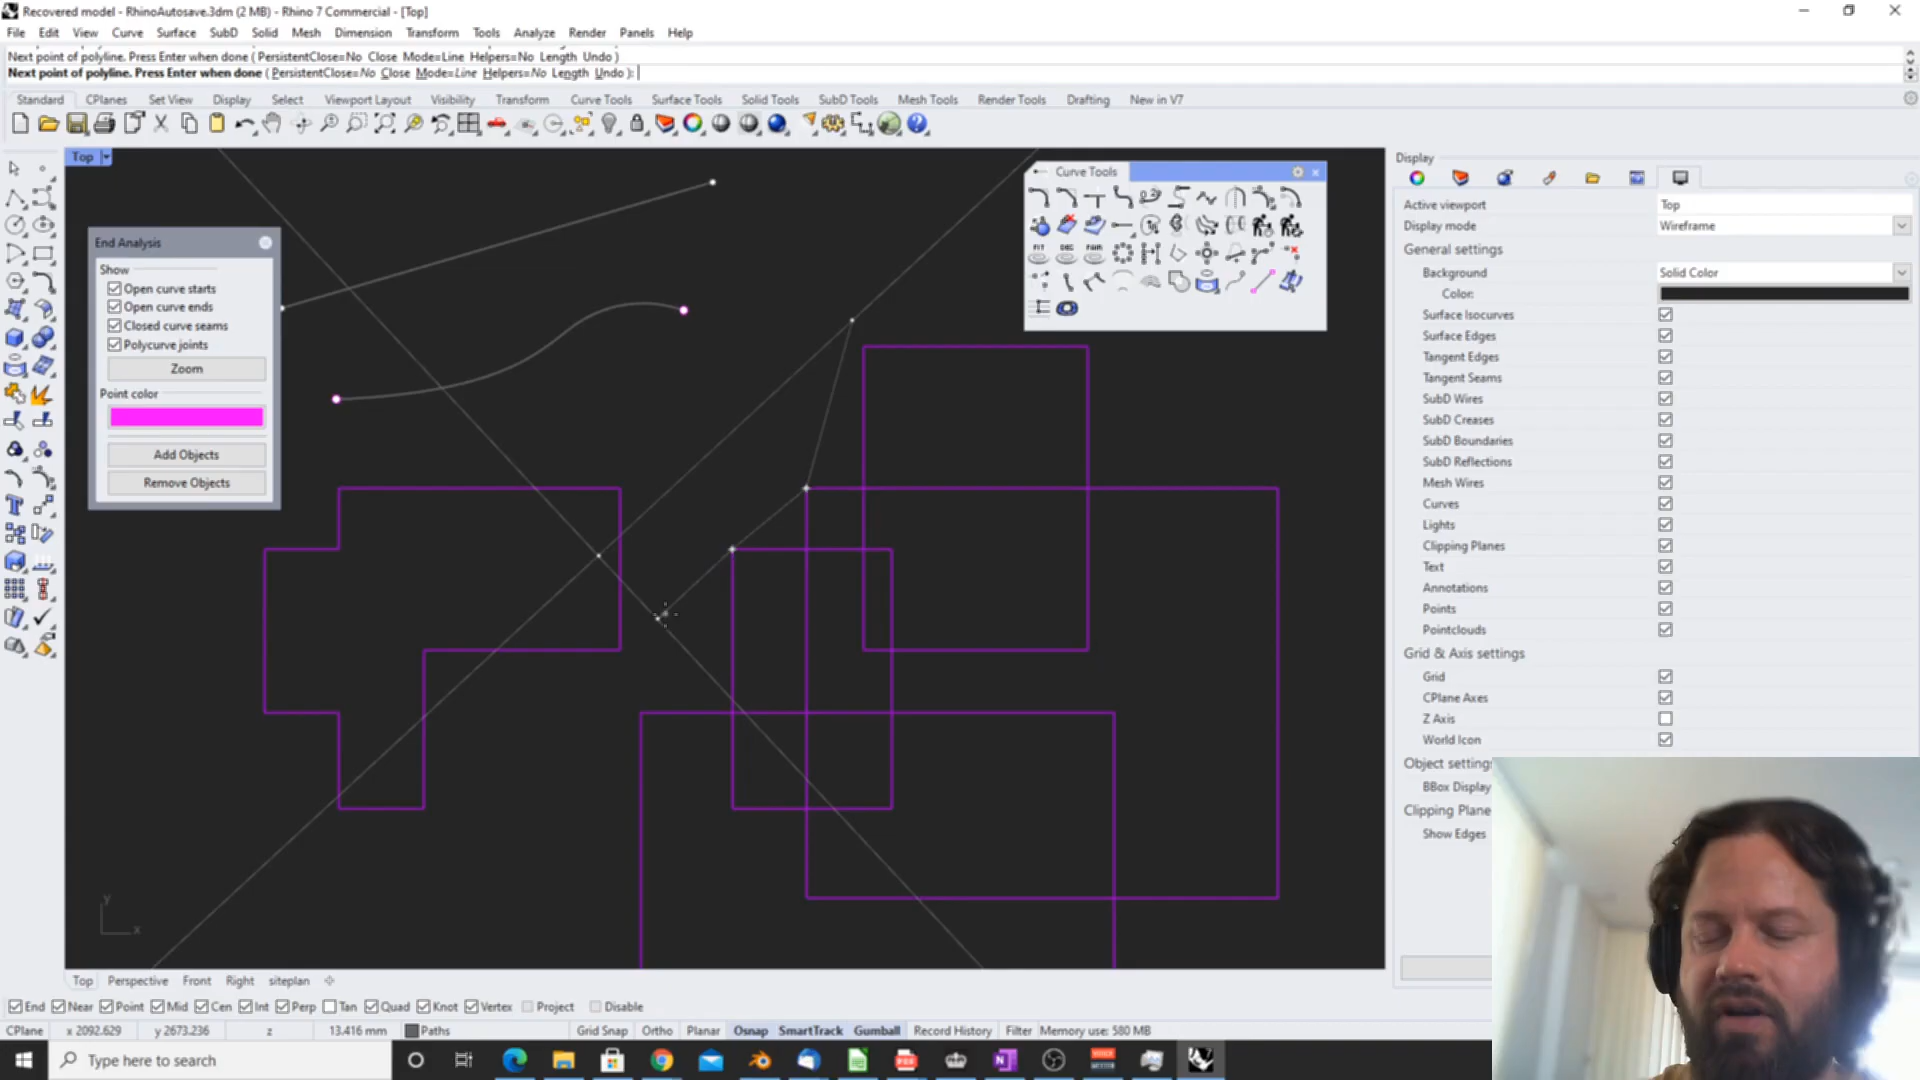 Recovered model - RhinoAutosave.3dm (2 MB) - Rhino 7 Commercial - [Top]
File Edit View Curve Surface SubD Solid Mesh Dimension Transform Tools Analyze Render Panels Help
Next point of polyline. Press Enter when done ( PersistentClose=No Close Mode=Line Helpers=No Length Undo )
Next point of polyline. Press Enter when done ( PersistentClose=No Close Mode=Line Helpers=No Length Undo ):
Standard CPlanes Set View Display Select Viewport Layout Visibility Transform Curve Tools Surface Tools Solid Tools SubD Tools Mesh Tools Render Tools Drafting New in V7
Top
Curve Tools
FIT DEG FAIR
End Analysis
Show
Open curve starts
Open curve ends
Closed curve seams
Polycurve joints
Zoom
Point color
Add Objects
Remove Objects
y
x
Display
Active viewport Top
Display mode Wireframe
General settings
Background Solid Color
Color:
Surface Isocurves
Surface Edges
Tangent Edges
Tangent Seams
SubD Wires
SubD Creases
SubD Boundaries
SubD Reflections
Mesh Wires
Curves
Lights
Clipping Planes
Text
Annotations
Points
Pointclouds
Grid & Axis settings
Grid
CPlane Axes
Z Axis
World Icon
Object setting
BBox Display
Clipping Plane
Show Edges
Top Perspective Front Right siteplan
End Near Point Mid Cen Int Perp Tan Quad Knot Vertex Project Disable
CPlane x 2092.629 y 2673.236 z 13.416 mm Paths Grid Snap Ortho Planar Osnap SmartTrack Gumball Record History Filter Memory use: 580 MB
Type here to search